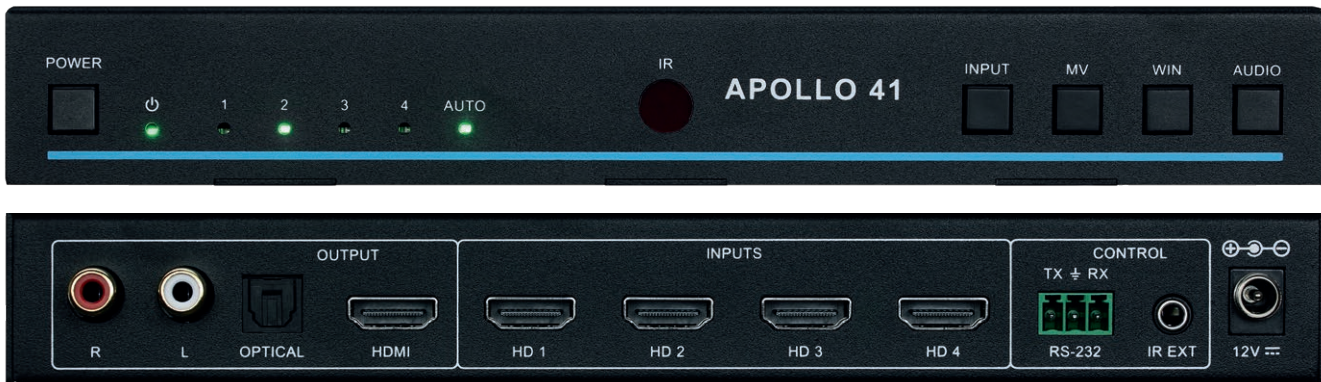 POWER
⏻ 1 2 3 4 AUTO
IR
APOLLO 41
INPUT MV WIN AUDIO
OUTPUT
R L OPTICAL HDMI
INPUTS
HD 1 HD 2 HD 3 HD 4
CONTROL
TX ⏚ RX
RS-232 IR EXT
12V ⎓